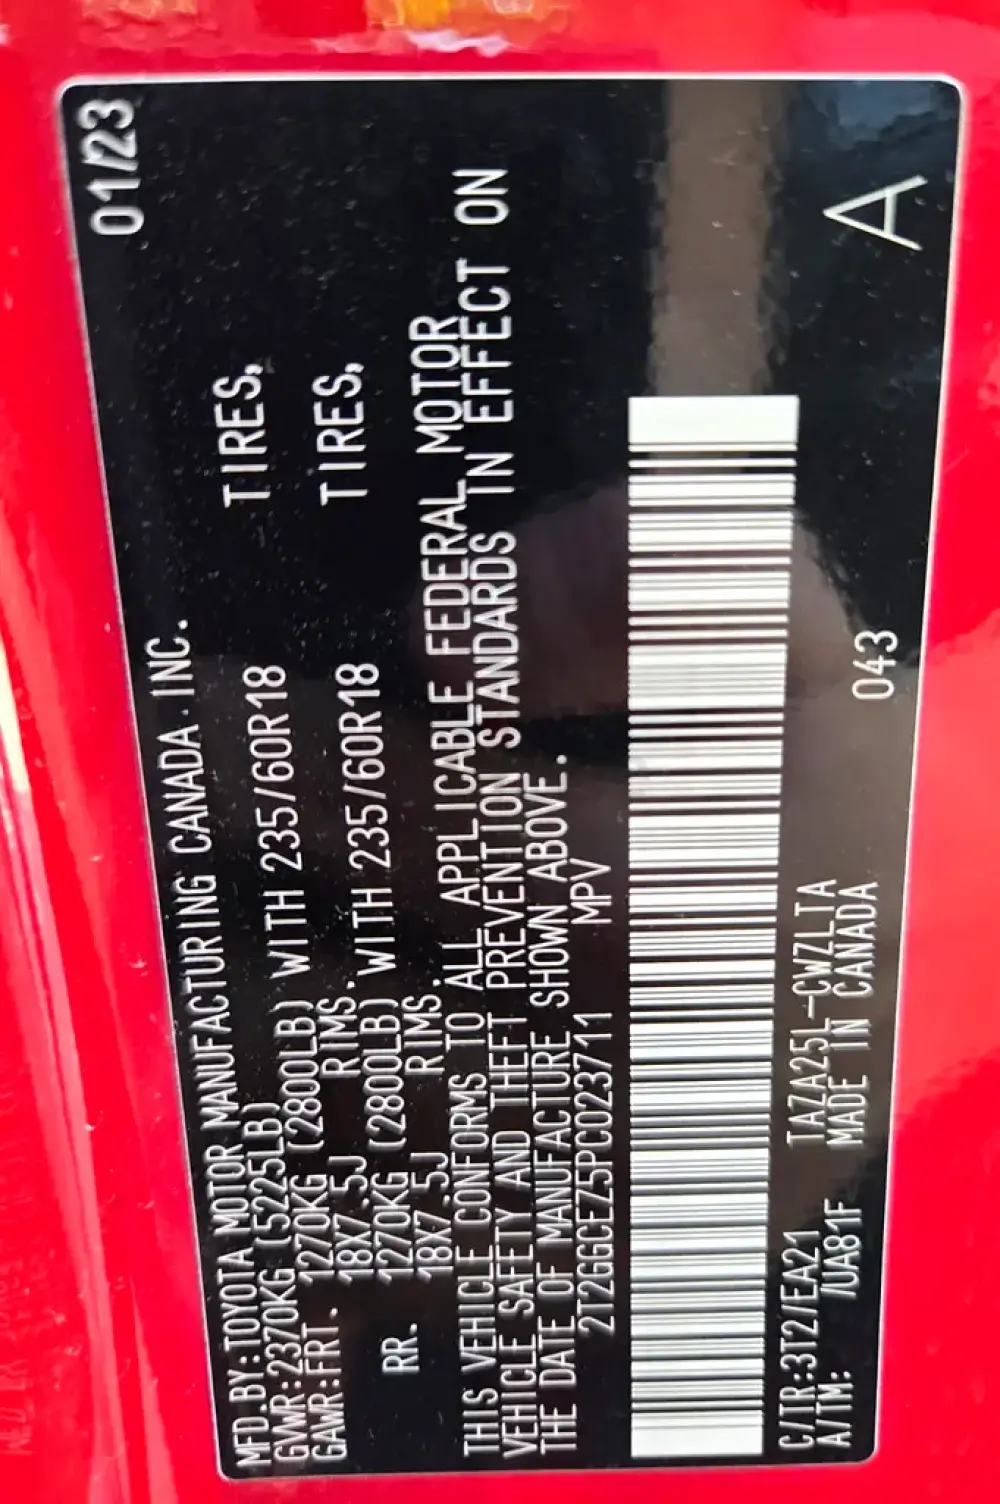 01/23
MFD.BY:TOYOTA MOTOR MANUFACTURING CANADA INC.
GVWR:2370KG (5225LB)
GAWR:FRT. 1270KG (2800LB) WITH 235/60R18 TIRES,
18X7.5J RIMS.
RR. 1270KG (2800LB) WITH 235/60R18 TIRES,
18X7.5J RIMS.
THIS VEHICLE CONFORMS TO ALL APPLICABLE FEDERAL MOTOR
VEHICLE SAFETY AND THEFT PREVENTION STANDARDS IN EFFECT ON
THE DATE OF MANUFACTURE SHOWN ABOVE.
2T2GGCEZ5PC023711 MPV
C/TR:3T2/EA21 TAZA25L-CWZLTA
A/TM: /UA81F MADE IN CANADA 043 A